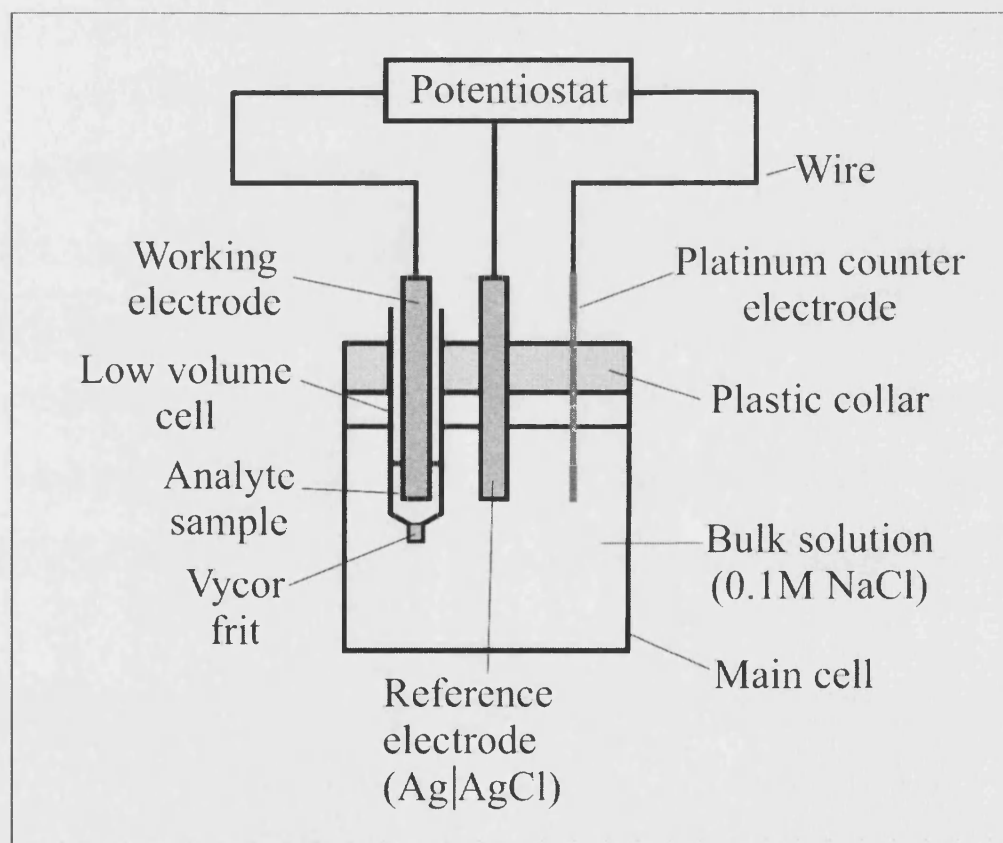 Potentiostat
Wire
Working
electrode
Platinum counter
electrode
Low volume
cell
Plastic collar
Analyte
sample
Bulk solution
(0.1M NaCl)
Vycor
frit
Main cell
Reference
electrode
(Ag|AgCl)